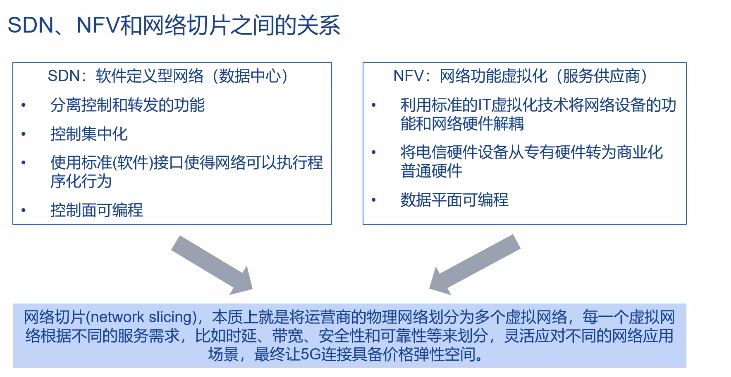 SDN、NFV和网络切片之间的关系
SDN：软件定义型网络（数据中心）
• 分离控制和转发的功能
• 控制集中化
• 使用标准(软件)接口使得网络可以执行程
序化行为
• 控制面可编程
NFV：网络功能虚拟化（服务供应商）
• 利用标准的IT虚拟化技术将网络设备的功
能和网络硬件解耦
• 将电信硬件设备从专有硬件转为商业化
普通硬件
• 数据平面可编程
网络切片(network slicing)，本质上就是将运营商的物理网络划分为多个虚拟网络，每一个虚拟网
络根据不同的服务需求，比如时延、带宽、安全性和可靠性等来划分，灵活应对不同的网络应用
场景，最终让5G连接具备价格弹性空间。